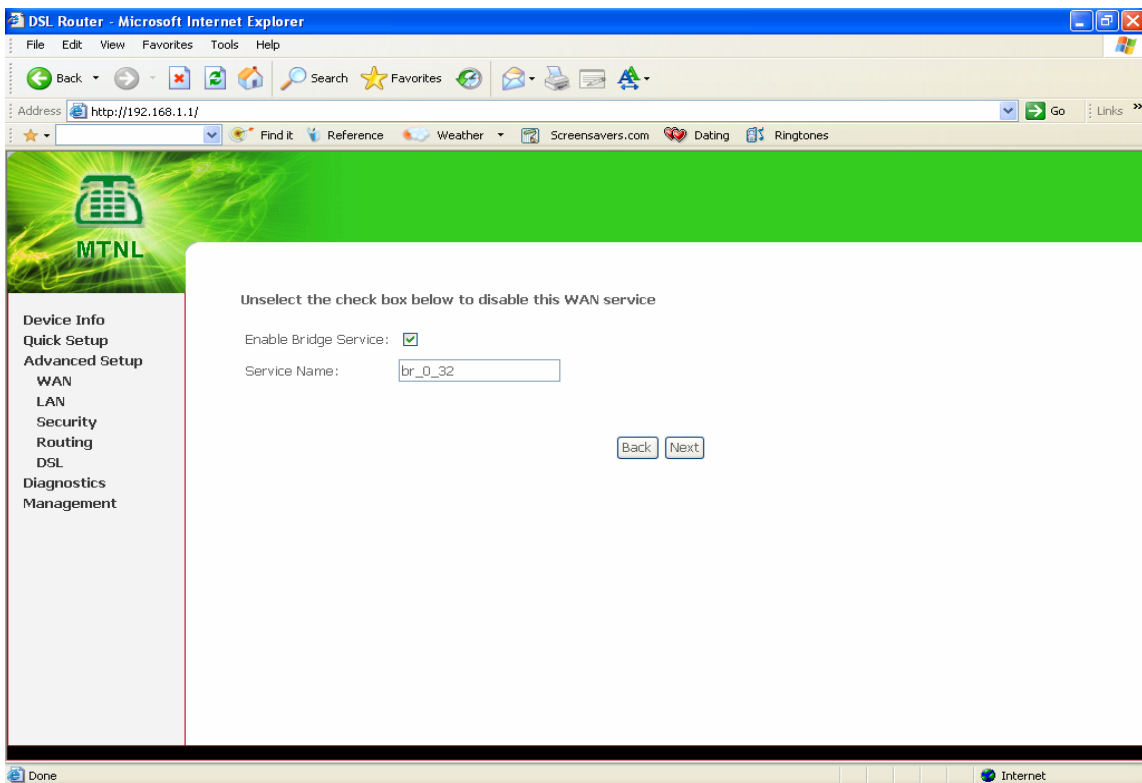 DSL Router - Microsoft Internet Explorer
File Edit View Favorites Tools Help
Back Search Favorites
Address http://192.168.1.1/ Go Links »
Find it Reference Weather Screensavers.com Dating Ringtones
MTNL
Device Info
Quick Setup
Advanced Setup
WAN
LAN
Security
Routing
DSL
Diagnostics
Management
Unselect the check box below to disable this WAN service
Enable Bridge Service:
Service Name: br_0_32
Back Next
Done Internet